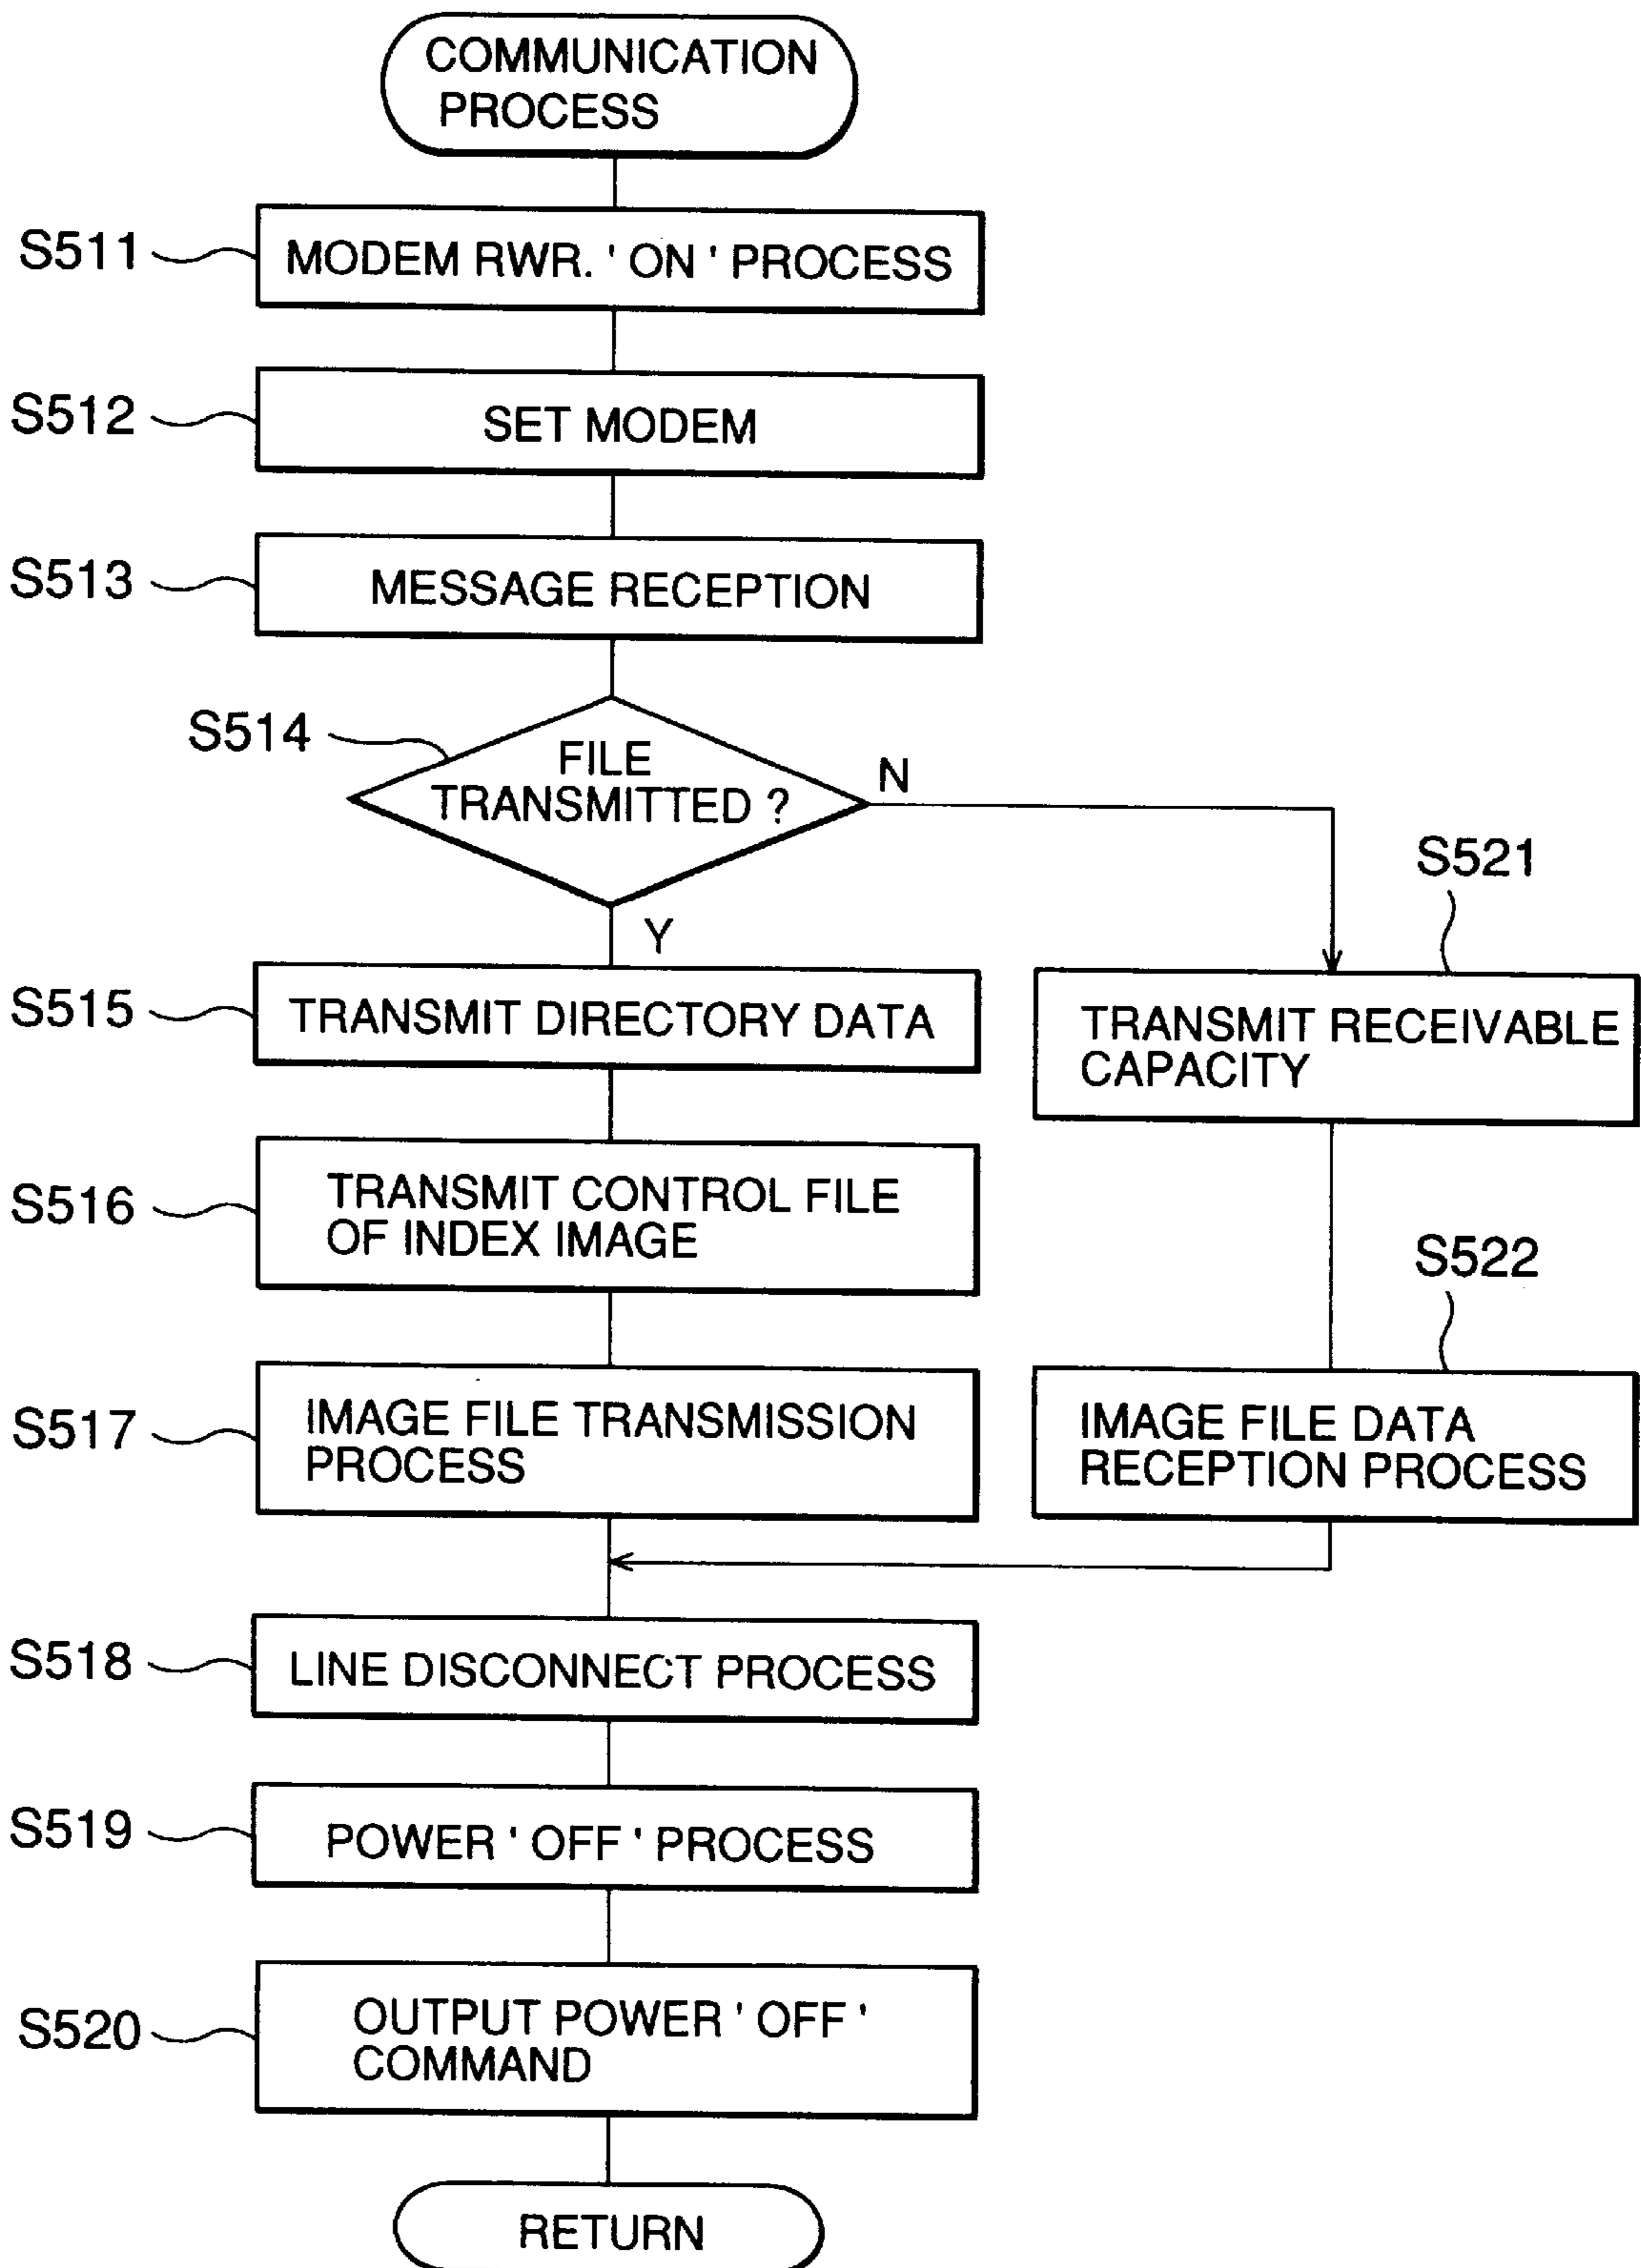 COMMUNICATION
PROCESS
S511
MODEM RWR. ' ON ' PROCESS
S512
SET MODEM
S513
MESSAGE RECEPTION
S514
FILE
TRANSMITTED ?
N
Y
S515
TRANSMIT DIRECTORY DATA
S521
TRANSMIT RECEIVABLE
CAPACITY
S516
TRANSMIT CONTROL FILE
OF INDEX IMAGE
S517
IMAGE FILE TRANSMISSION
PROCESS
S522
IMAGE FILE DATA
RECEPTION PROCESS
S518
LINE DISCONNECT PROCESS
S519
POWER ' OFF ' PROCESS
S520
OUTPUT POWER ' OFF '
COMMAND
RETURN